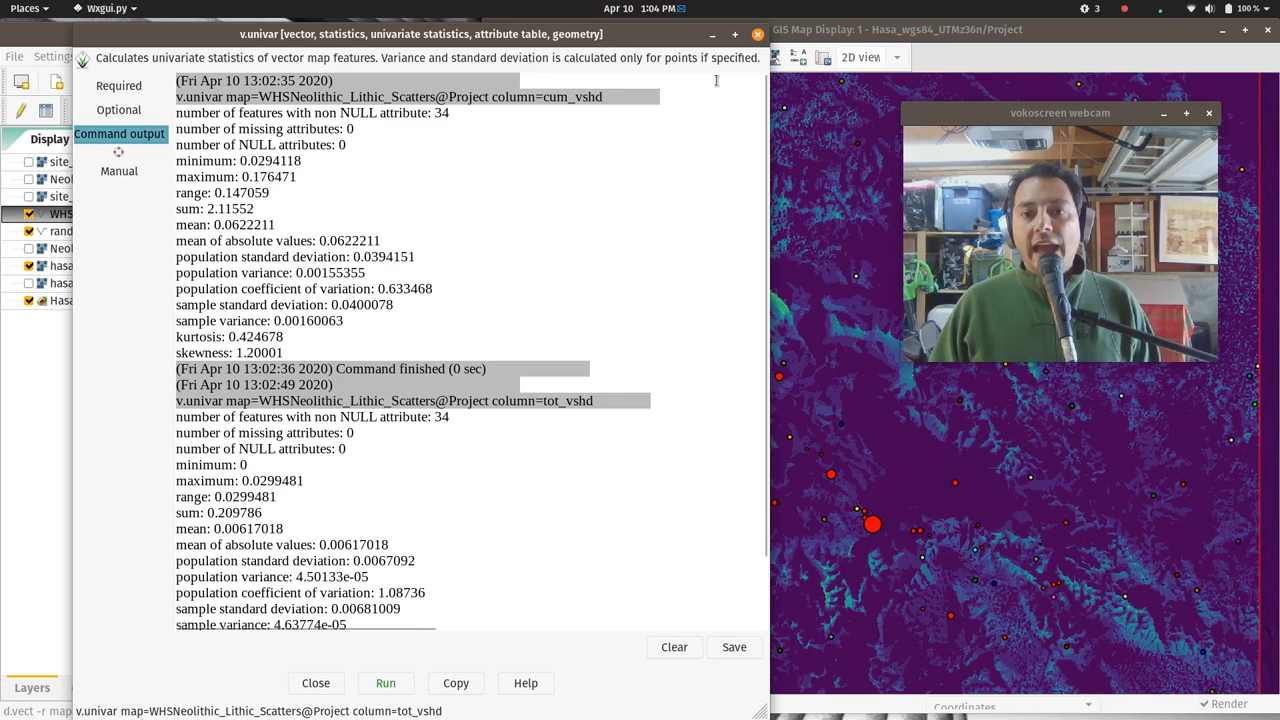 Places
Wxgui.py
Apr 10 1:04 PM
3
100 %
v.univar [vector, statistics, univariate statistics, attribute table, geometry]
GIS Map Display: 1 - Hasa_wgs84_UTMz36n/Project
File
Settings
Calculates univariate statistics of vector map features. Variance and standard deviation is calculated only for points if specified.
2D view
Required
Optional
Command output
Manual
Display
site_
Neol
site_
WHS
rand
Neol
hasa
hasa
Hasa
(Fri Apr 10 13:02:35 2020)
v.univar map=WHSNeolithic_Lithic_Scatters@Project column=cum_vshd
number of features with non NULL attribute: 34
number of missing attributes: 0
number of NULL attributes: 0
minimum: 0.0294118
maximum: 0.176471
range: 0.147059
sum: 2.11552
mean: 0.0622211
mean of absolute values: 0.0622211
population standard deviation: 0.0394151
population variance: 0.00155355
population coefficient of variation: 0.633468
sample standard deviation: 0.0400078
sample variance: 0.00160063
kurtosis: 0.424678
skewness: 1.20001
(Fri Apr 10 13:02:36 2020) Command finished (0 sec)
(Fri Apr 10 13:02:49 2020)
v.univar map=WHSNeolithic_Lithic_Scatters@Project column=tot_vshd
number of features with non NULL attribute: 34
number of missing attributes: 0
number of NULL attributes: 0
minimum: 0
maximum: 0.0299481
range: 0.0299481
sum: 0.209786
mean: 0.00617018
mean of absolute values: 0.00617018
population standard deviation: 0.0067092
population variance: 4.50133e-05
population coefficient of variation: 1.08736
sample standard deviation: 0.00681009
sample variance: 4.63774e-05
vokoscreen webcam
Clear
Save
Close
Run
Copy
Help
Layers
d.vect -r map
v.univar map=WHSNeolithic_Lithic_Scatters@Project column=tot_vshd
Coordinates
Render